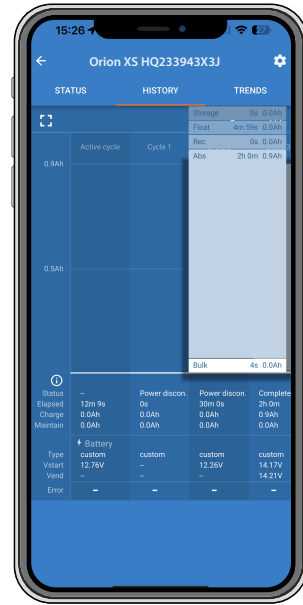 15:26 27
Orion XS HQ233943X3J
STATUS HISTORY TRENDS
Storage 0s 0.0Ah
Float 4m 59s 0.0Ah
Rec 0s 0.0Ah
Abs 2h 0m 0.9Ah
Active cycle Cycle 1
0.9Ah
0.5Ah
Bulk 4s 0.0Ah
Status -- Power discon. Power discon. Complete
Elapsed 12m 9s 0s 30m 0s 2h 0m
Charge 0.0Ah 0.0Ah 0.0Ah 0.9Ah
Maintain 0.0Ah 0.0Ah 0.0Ah 0.0Ah
Battery
Type custom custom custom custom
Vstart 12.76V -- 12.26V 14.17V
Vend -- -- -- 14.21V
Error – – – –